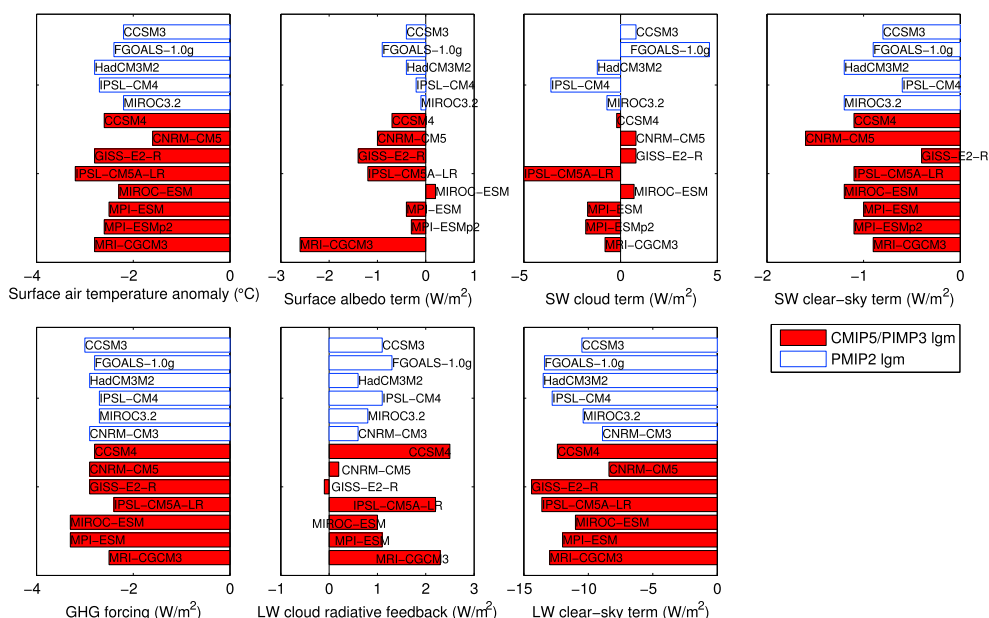 CCSM3
FGOALS−1.0g
HadCM3M2
IPSL−CM4
MIROC3.2
CCSM4
CNRM−CM5
GISS−E2−R
IPSL−CM5A−LR
MIROC−ESM
MPI−ESM
MPI−ESMp2
MRI−CGCM3
−4 −2 0
Surface air temperature anomaly (°C)
CCSM3
FGOALS−1.0g
HadCM3M2
IPSL−CM4
MIROC3.2
CCSM4
CNRM−CM5
GISS−E2−R
IPSL−CM5A−LR
MIROC−ESM
MPI−ESM
MPI−ESMp2
MRI−CGCM3
−3 −2 −1 0 1
Surface albedo term (W/m2)
CCSM3
FGOALS−1.0g
HadCM3M2
IPSL−CM4
MIROC3.2
CCSM4
CNRM−CM5
GISS−E2−R
IPSL−CM5A−LR
MIROC−ESM
MPI−ESM
MPI−ESMp2
MRI−CGCM3
−5 0 5
SW cloud term (W/m2)
CCSM3
FGOALS−1.0g
HadCM3M2
IPSL−CM4
MIROC3.2
CCSM4
CNRM−CM5
GISS−E2−R
IPSL−CM5A−LR
MIROC−ESM
MPI−ESM
MPI−ESMp2
MRI−CGCM3
−2 −1 0
SW clear−sky term (W/m2)
CCSM3
FGOALS−1.0g
HadCM3M2
IPSL−CM4
MIROC3.2
CNRM−CM3
CCSM4
CNRM−CM5
GISS−E2−R
IPSL−CM5A−LR
MIROC−ESM
MPI−ESM
MRI−CGCM3
−4 −2 0
GHG forcing (W/m2)
CCSM3
FGOALS−1.0g
HadCM3M2
IPSL−CM4
MIROC3.2
CNRM−CM3
CCSM4
CNRM−CM5
GISS−E2−R
IPSL−CM5A−LR
MIROC−ESM
MPI−ESM
MRI−CGCM3
−1 0 1 2 3
LW cloud radiative feedback (W/m2)
CCSM3
FGOALS−1.0g
HadCM3M2
IPSL−CM4
MIROC3.2
CNRM−CM3
CCSM4
CNRM−CM5
GISS−E2−R
IPSL−CM5A−LR
MIROC−ESM
MPI−ESM
MRI−CGCM3
−15 −10 −5 0
LW clear−sky term (W/m2)
CMIP5/PIMP3 lgm
PMIP2 lgm